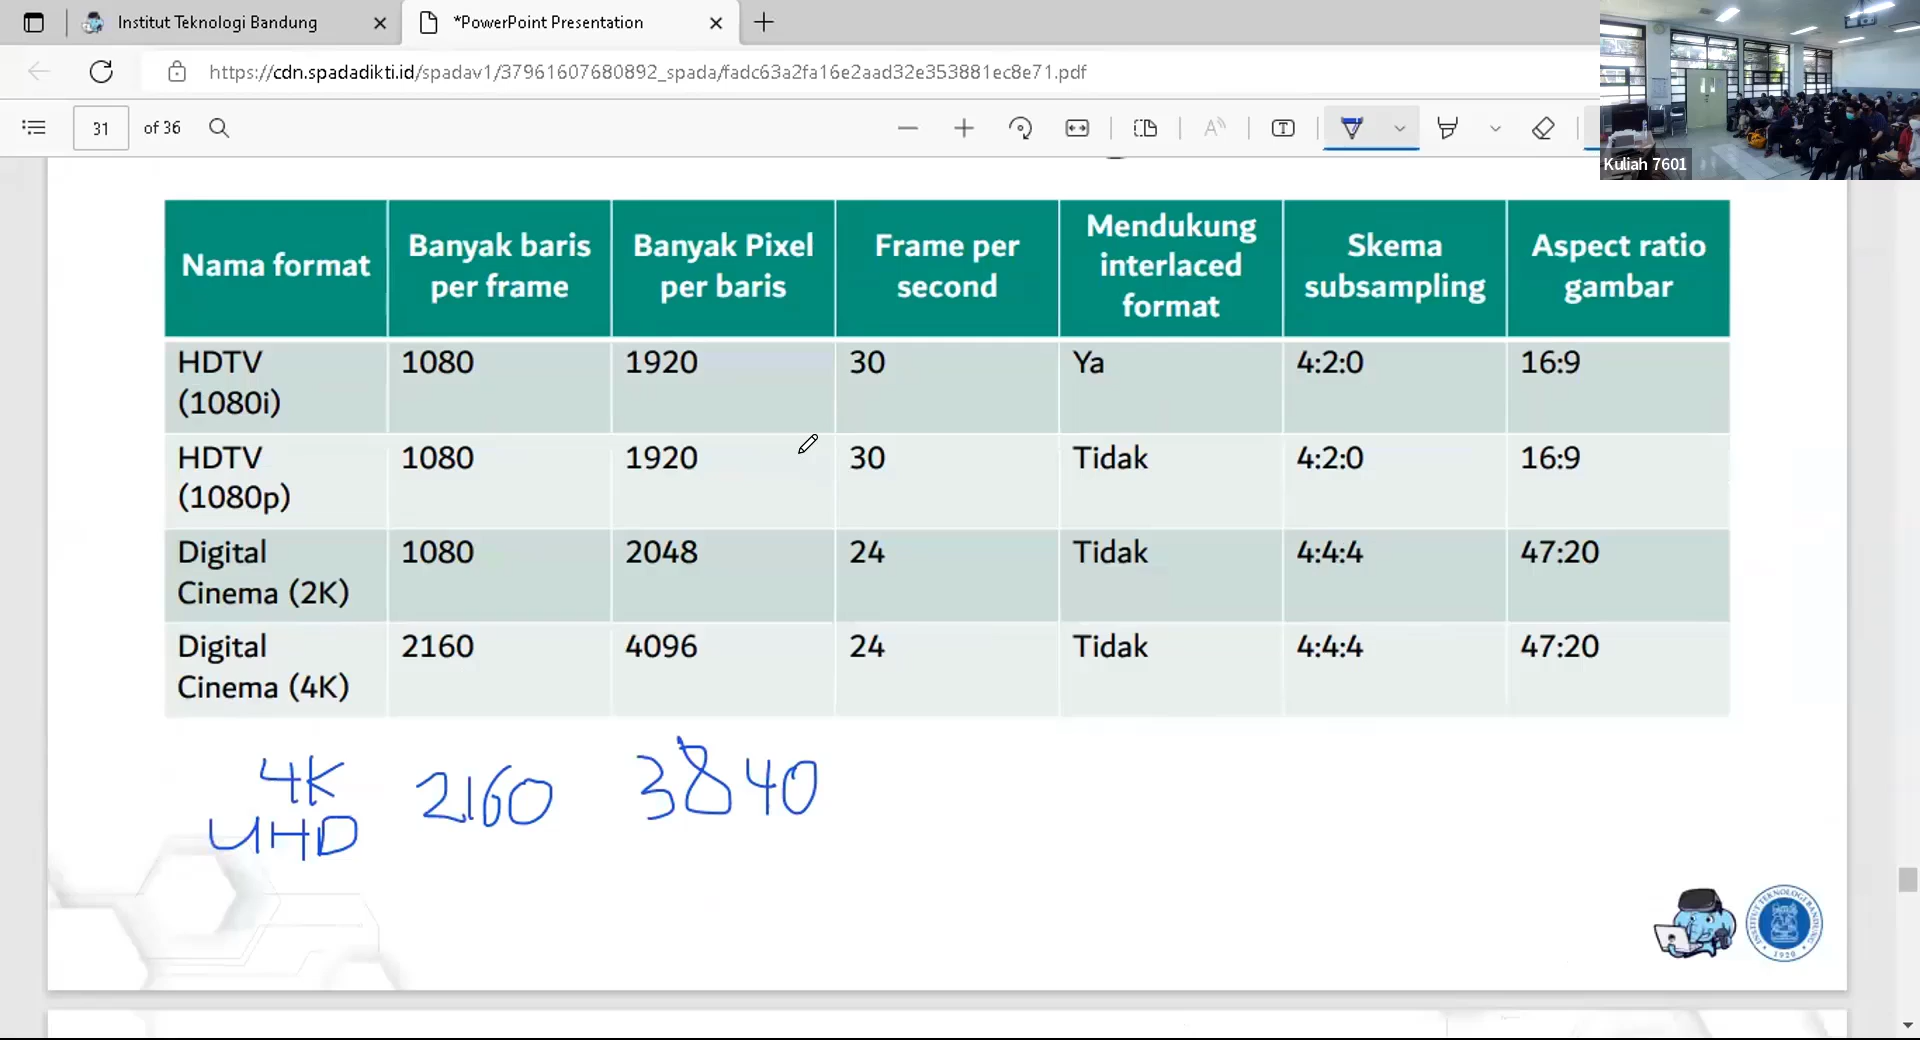 Institut Teknologi Bandung
*PowerPoint Presentation
https://cdn.spadadikti.id/spadav1/37961607680892_spada/fadc63a2fa16e2aad32e353881ec8e71.pdf
31 of 36
Kuliah 7601
Nama format
Banyak baris
per frame
Banyak Pixel
per baris
Frame per
second
Mendukung
interlaced
format
Skema
subsampling
Aspect ratio
gambar
HDTV
(1080i)
1080
1920
30
Ya
4:2:0
16:9
HDTV
(1080p)
1080
1920
30
Tidak
4:2:0
16:9
Digital
Cinema (2K)
1080
2048
24
Tidak
4:4:4
47:20
Digital
Cinema (4K)
2160
4096
24
Tidak
4:4:4
47:20
4K
UHD
2160
3840
INSTITUT TEKNOLOGI BANDUNG
1920